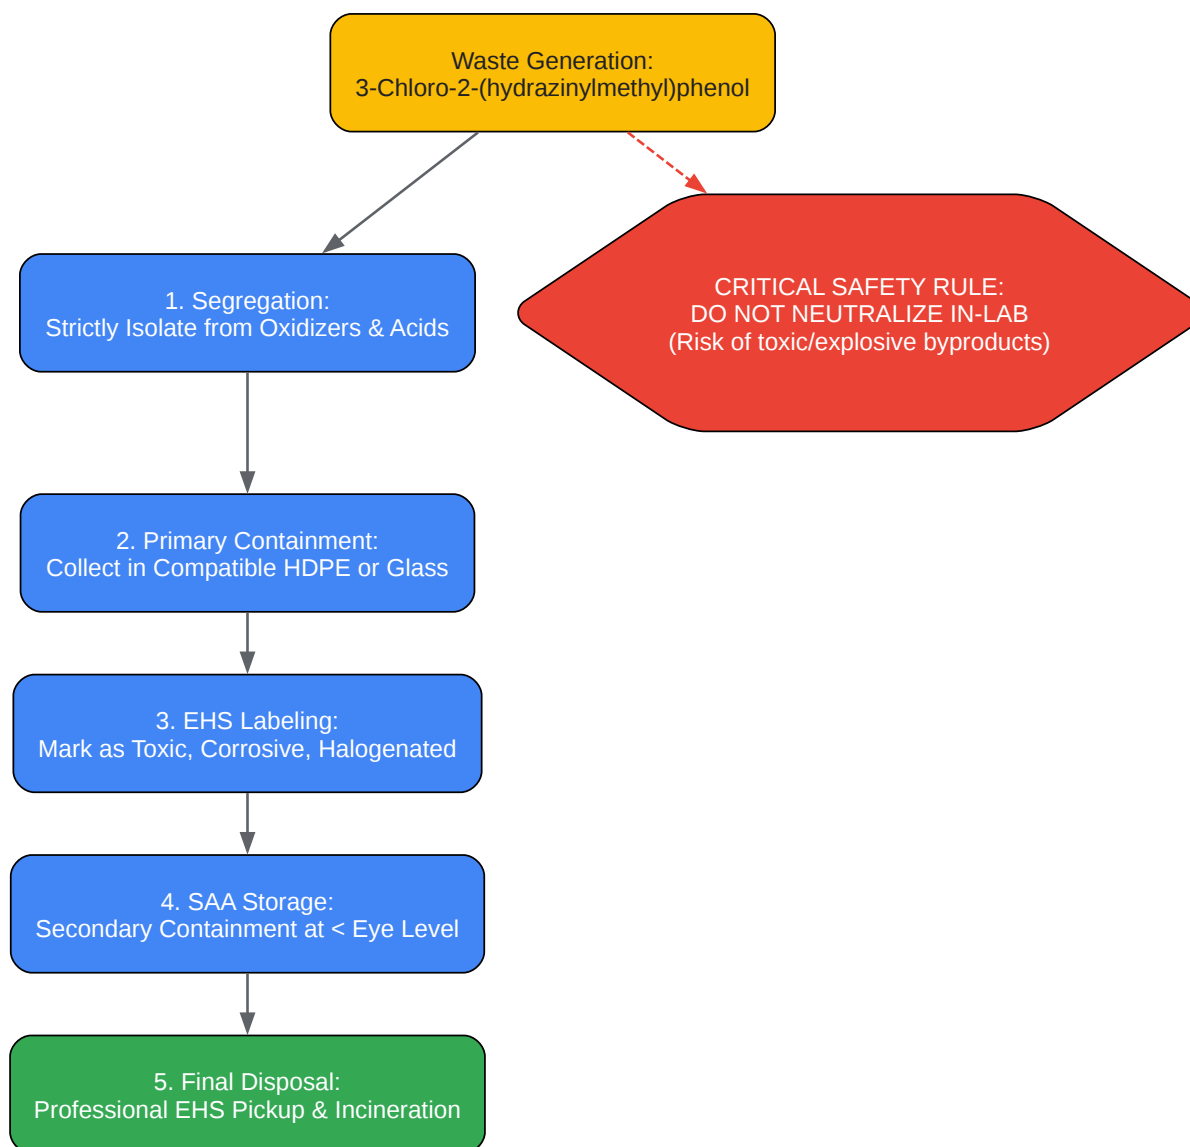 Waste Generation:
3-Chloro-2-(hydrazinylmethyl)phenol
CRITICAL SAFETY RULE:
DO NOT NEUTRALIZE IN-LAB
(Risk of toxic/explosive byproducts)
1. Segregation:
Strictly Isolate from Oxidizers & Acids
2. Primary Containment:
Collect in Compatible HDPE or Glass
3. EHS Labeling:
Mark as Toxic, Corrosive, Halogenated
4. SAA Storage:
Secondary Containment at < Eye Level
5. Final Disposal:
Professional EHS Pickup & Incineration